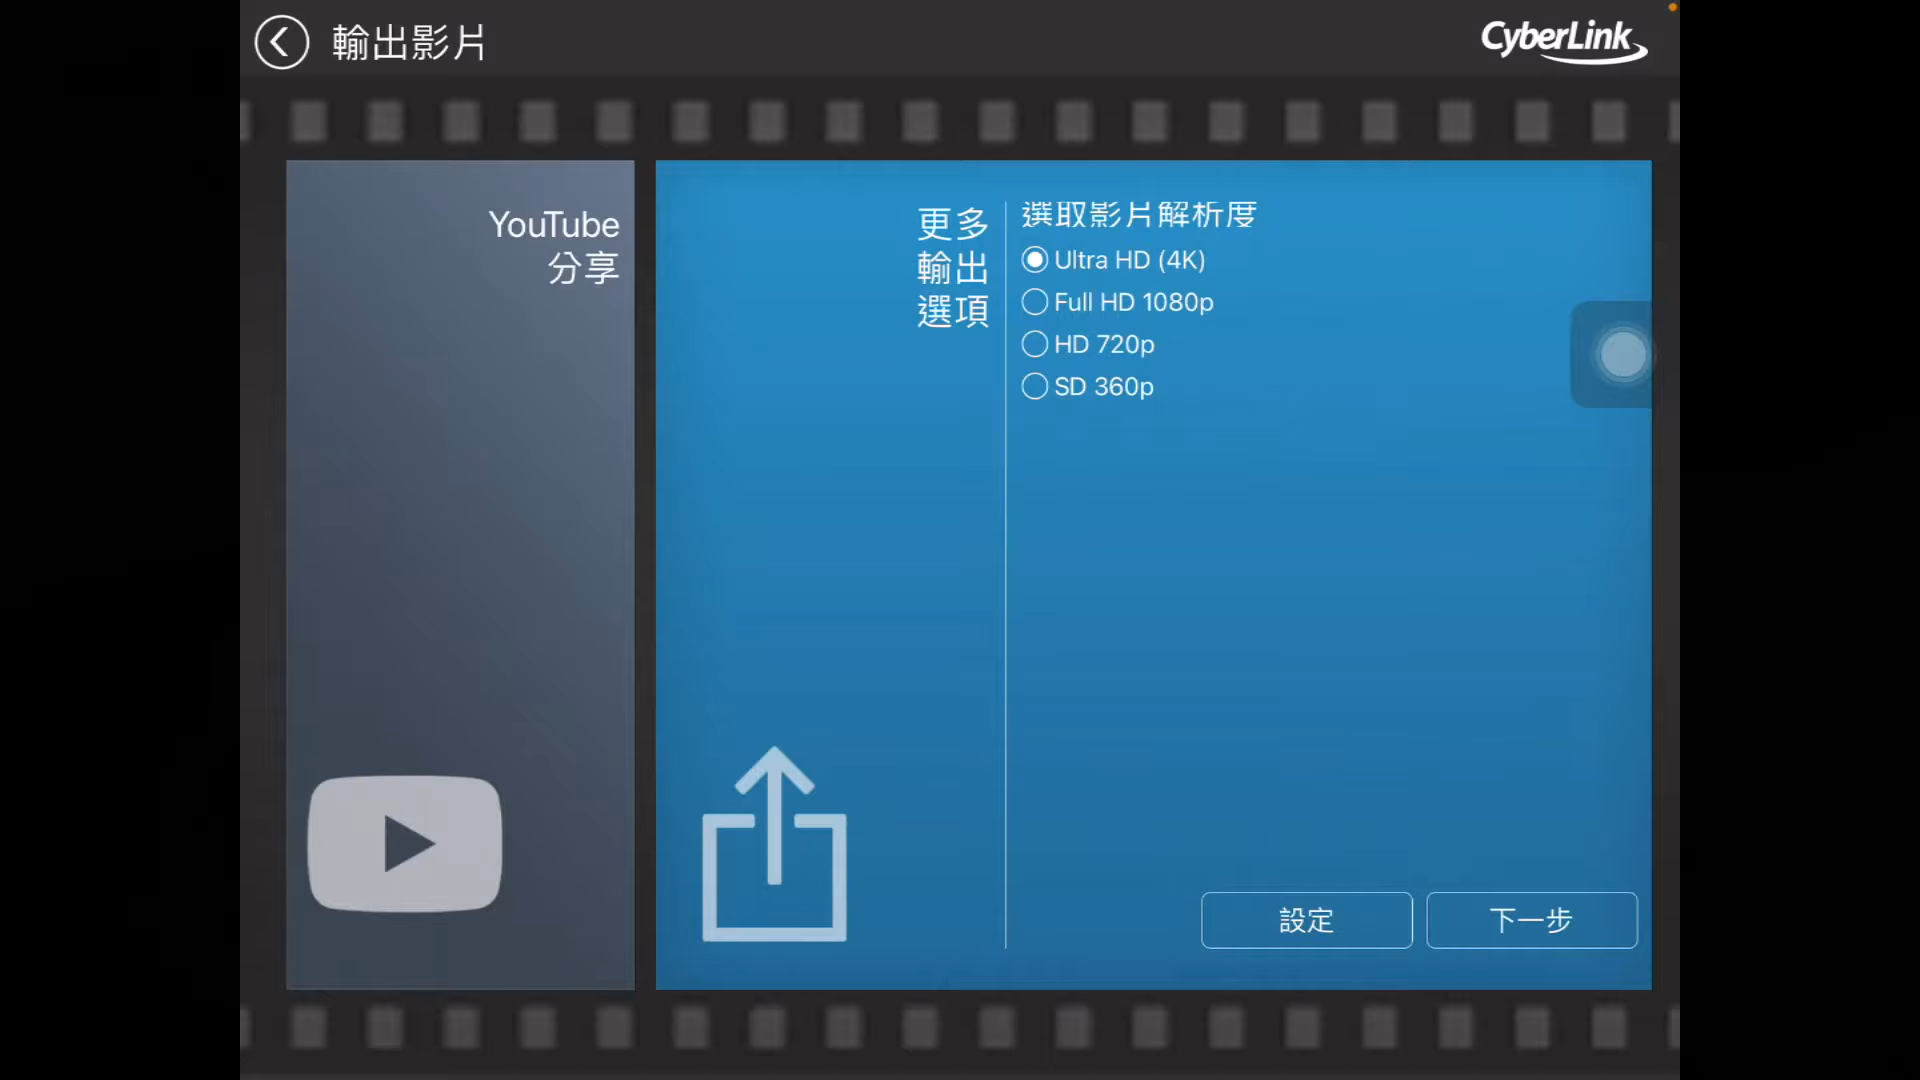 輸出影片
CyberLink
YouTube
分享
更多
輸出
選項
選取影片解析度
Ultra HD (4K)
Full HD 1080p
HD 720p
SD 360p
設定
下一步